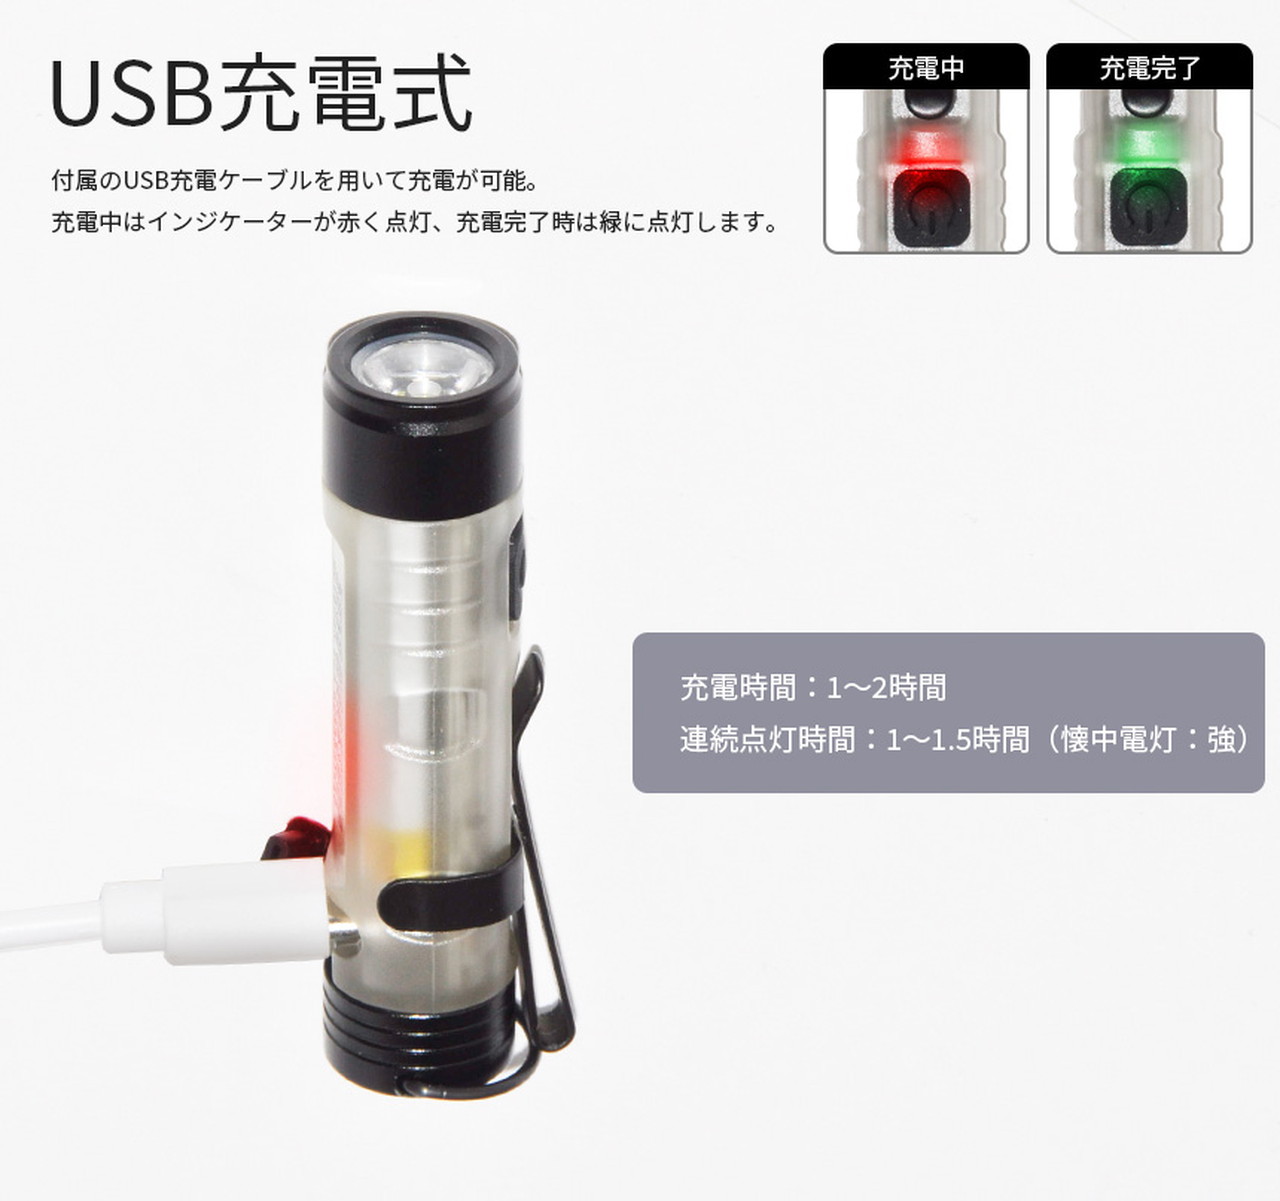 USB充電式
付属のUSB充電ケーブルを用いて充電が可能。
充電中はインジケーターが赤く点灯、充電完了時は緑に点灯します。
充電中
充電完了
充電時間：1〜2時間
連続点灯時間：1〜1.5時間（懐中電灯：強）